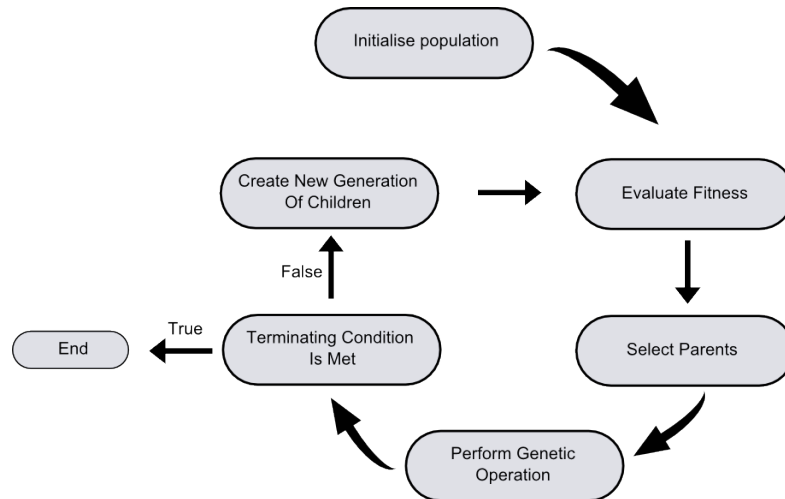 Initialise population
Create New Generation
Of Children
Evaluate Fitness
False
True
End
Terminating Condition
Is Met
Select Parents
Perform Genetic
Operation